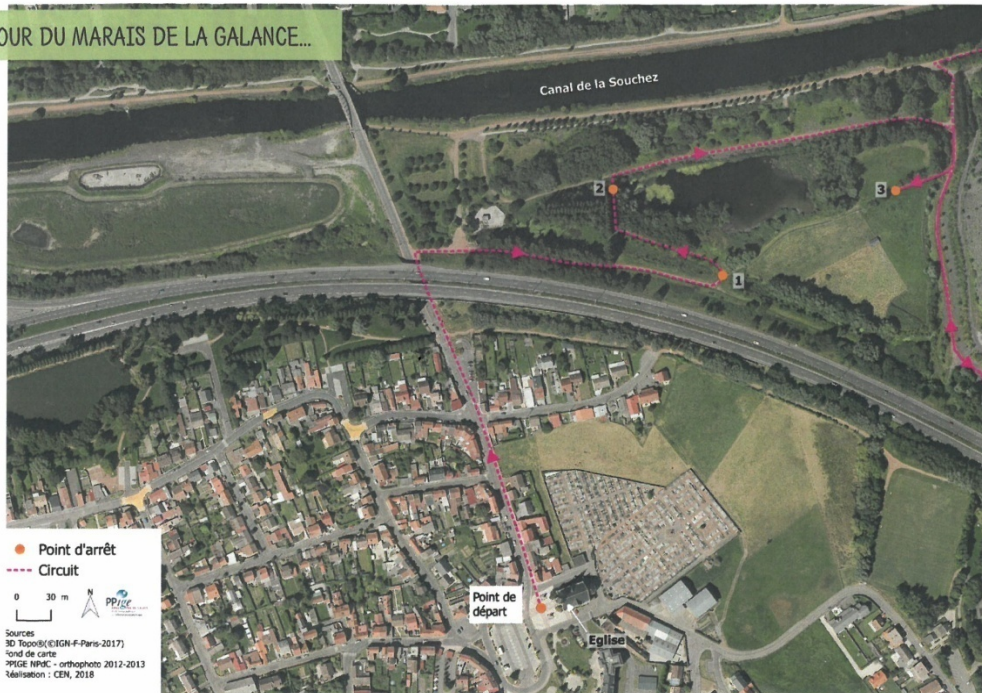 OUR DU MARAIS DE LA GALANCE...
Canal de la Souchez
2
3
1
Point d'arrêt
Circuit
0 30 m
N
PPige
Point de
départ
Eglise
Sources
3D Topo®(©IGN-F-Paris-2017)
Fond de carte
PPIGE NPdC - orthophoto 2012-2013
Réalisation : CEN, 2018